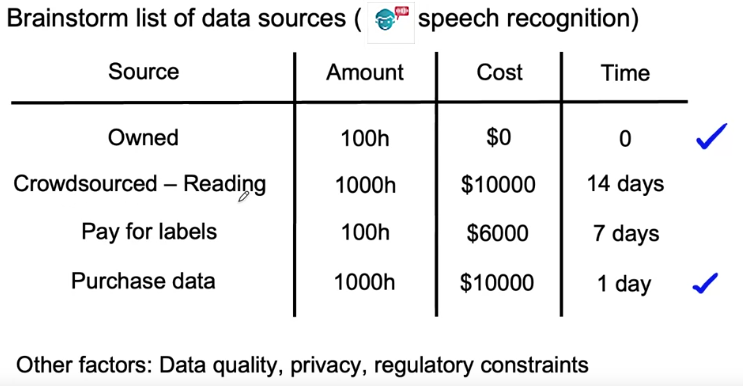 Brainstorm list of data sources ( speech recognition)
Source Amount Cost Time
Owned 100h $0 0
Crowdsourced – Reading 1000h $10000 14 days
Pay for labels 100h $6000 7 days
Purchase data 1000h $10000 1 day
Other factors: Data quality, privacy, regulatory constraints